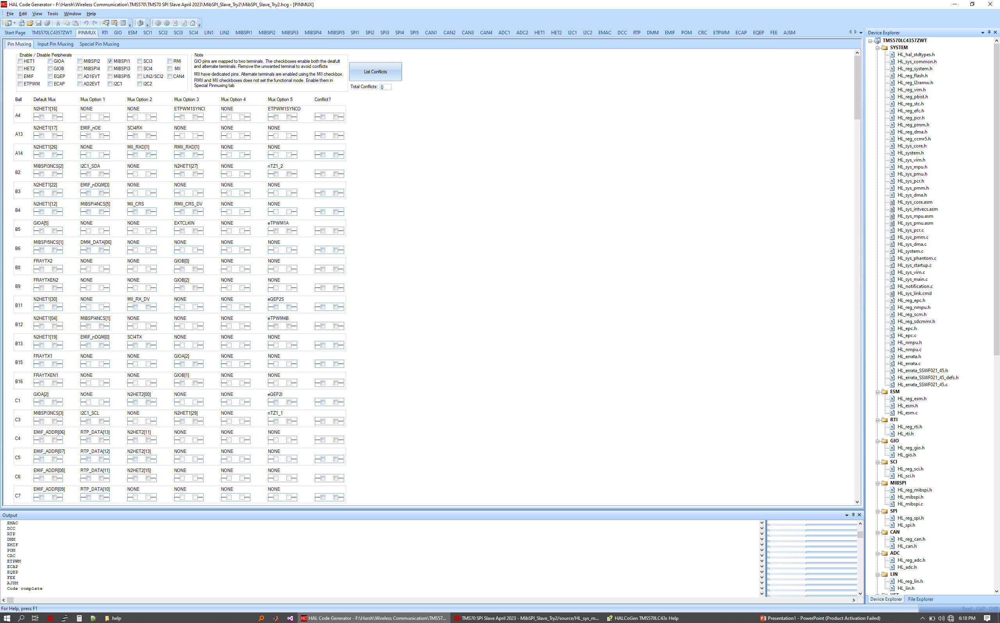 HAL Code Generator - F:\Harsh\Wireless Communication\TMS570\TMS70 SPI Slave April 2023\MibSPI_Slave_Try2\MibSPI_Slave_Try2.hcg - [PINMUX]
File Edit View Tools Window Help
Start Page TMS570LC4357ZWT PINMUX RTI GIO ESM SCI1 SCI2 SCI3 SCI4 LIN1 LIN2 MIBSPI1 MIBSPI2 MIBSPI3 MIBSPI4 MIBSPI5 SPI1 SPI2 SPI3 SPI4 SPI5 CAN1 CAN2 CAN3 CAN4 ADC1 ADC2 HET1 HET2 I2C1 I2C2 EMAC DCC RTP DMM EMIF POM CRC ETPWM ECAP EQEP FEE AJSM
Pin Muxing Input Pin Muxing Special Pin Muxing
Enable / Disable Peripherals
HET1 GIOA MIBSPI2 MIBSPI1 SCI3 RMI
HET2 GIOB MIBSPI4 MIBSPI3 SCI4 MII
EMIF EQEP AD1EVT MIBSPI5 LIN2/SCI2 CAN4
ETPWM ECAP AD2EVT I2C1 I2C2
Note
GIO pins are mapped to two terminals. The checkboxes enable both the deafult
and alternate terminals. Remove the unwanted terminal to avoid conflicts
MII have dedicated pins. Alternate terminals are enabled using the MII checkbox.
RMII and MII checkboxes does not set the functional mode. Enable them in
Special Pinmuxing tab
List Conflicts
Total Conflicts: 0
Ball Default Mux Mux Option 1 Mux Option 2 Mux Option 3 Mux Option 4 Mux Option 5 Conflict?
A4 N2HET1[16] NONE NONE ETPWM1SYNCI NONE ETPWM1SYNCO
A13 N2HET1[17] EMIF_nOE SCI4RX NONE NONE NONE
A14 N2HET1[26] NONE MII_RXD[1] RMII_RXD[1] NONE NONE
B2 MIBSPI3NCS[2] I2C1_SDA NONE N2HET1[27] NONE nTZ1_2
B3 N2HET1[22] EMIF_nDQM[3] NONE NONE NONE NONE
B4 N2HET1[12] MIBSPI4NCS[5] MII_CRS RMII_CRS_DV NONE NONE
B5 GIOA[5] NONE NONE EXTCLKIN NONE eTPWM1A
B6 MIBSPI5NCS[1] DMM_DATA[06] NONE NONE NONE NONE
B8 FRAYTX2 NONE NONE GIOB[0] NONE NONE
B9 FRAYTXEN2 NONE NONE GIOB[2] NONE NONE
B11 N2HET1[30] NONE MII_RX_DV NONE NONE eQEP2S
B12 N2HET1[04] MIBSPI4NCS[1] NONE NONE NONE eTPWM4B
B13 N2HET1[19] EMIF_nDQM[0] SCI4TX NONE NONE NONE
B15 FRAYTX1 NONE NONE GIOA[2] NONE NONE
B16 FRAYTXEN1 NONE NONE GIOB[1] NONE NONE
C1 GIOA[2] NONE N2HET2[00] NONE NONE eQEP2I
C3 MIBSPI3NCS[3] I2C1_SCL NONE N2HET1[29] NONE nTZ1_1
C4 EMIF_ADDR[06] RTP_DATA[13] N2HET2[11] NONE NONE NONE
C5 EMIF_ADDR[07] RTP_DATA[12] N2HET2[13] NONE NONE NONE
C6 EMIF_ADDR[08] RTP_DATA[11] N2HET2[15] NONE NONE NONE
C7 EMIF_ADDR[09] RTP_DATA[10] NONE NONE NONE NONE
Output
EMAC
DCC
RTP
DMM
EMIF
POM
CRC
ETPWM
ECAP
EQEP
FEE
AJSM
Code complete
Device Explorer
TMS570LC4357ZWT
SYSTEM
HL_hal_stdtypes.h
HL_sys_common.h
HL_reg_system.h
HL_reg_flash.h
HL_reg_l2ramw.h
HL_reg_vim.h
HL_reg_pbist.h
HL_reg_stc.h
HL_reg_efc.h
HL_reg_pcr.h
HL_reg_pmm.h
HL_reg_dma.h
HL_reg_ccmr5.h
HL_sys_core.h
HL_system.h
HL_sys_vim.h
HL_sys_mpu.h
HL_sys_pmu.h
HL_sys_pcr.h
HL_sys_pmm.h
HL_sys_dma.h
HL_sys_core.asm
HL_sys_intvecs.asm
HL_sys_mpu.asm
HL_sys_pmu.asm
HL_sys_pcr.c
HL_sys_pmm.c
HL_sys_dma.c
HL_system.c
HL_sys_phantom.c
HL_sys_startup.c
HL_sys_vim.c
HL_sys_main.c
HL_notification.c
HL_sys_link.cmd
HL_reg_epc.h
HL_reg_nmpu.h
HL_reg_scm.h
HL_reg_sdcmmr.h
HL_epc.h
HL_epc.c
HL_nmpu.h
HL_nmpu.c
HL_errata.h
HL_errata.c
HL_errata_SSWF021_45.h
HL_errata_SSWF021_45_defs.h
HL_errata_SSWF021_45.c
ESM
HL_reg_esm.h
HL_esm.h
HL_esm.c
RTI
HL_reg_rti.h
HL_rti.h
GIO
HL_reg_gio.h
HL_gio.h
SCI
HL_reg_sci.h
HL_sci.h
MIBSPI
HL_reg_mibspi.h
HL_mibspi.h
HL_mibspi.c
SPI
HL_reg_spi.h
HL_spi.h
CAN
HL_reg_can.h
HL_can.h
ADC
HL_reg_adc.h
HL_adc.h
LIN
HL_reg_lin.h
HL_lin.h
Device Explorer File Explorer
For Help, press F1
Read CAP OVR
help
HAL Code Generator - F:\Harsh\Wireless Communication\TMS57...
TMS70 SPI Slave April 2023 - MibSPI_Slave_Try2/source/HL_sys_m...
HALCoGen TMS570LC43x Help
Presentation1 - PowerPoint (Product Activation Failed)
6:18 PM